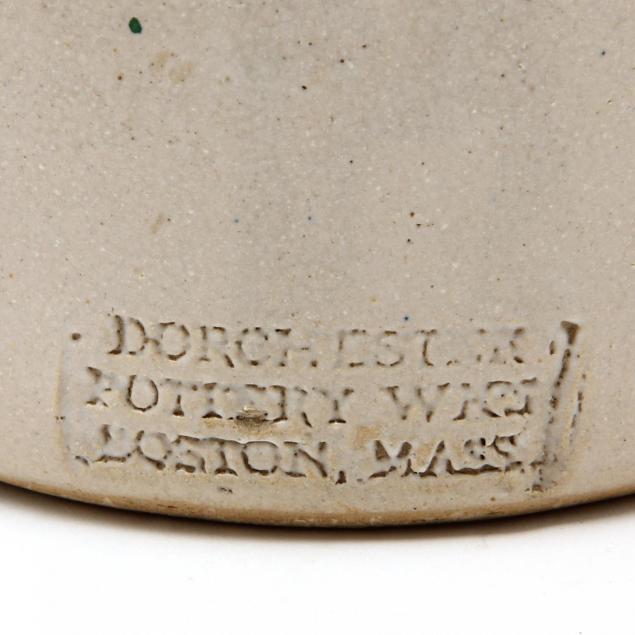 DORCHESTER
POTTERY WKS
BOSTON, MASS.